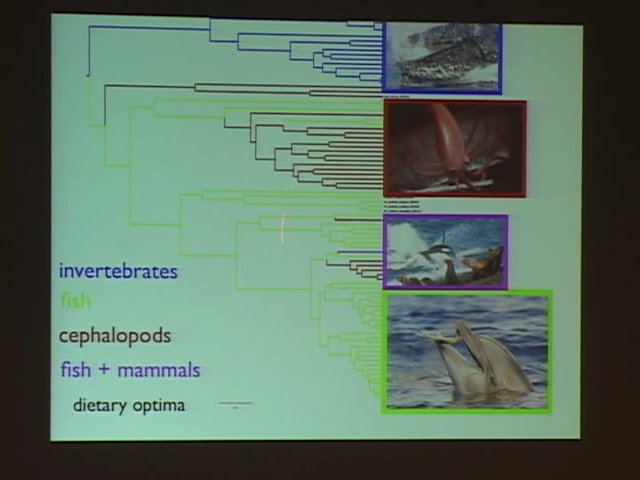 invertebrates
fish
cephalopods
fish + mammals
dietary optima